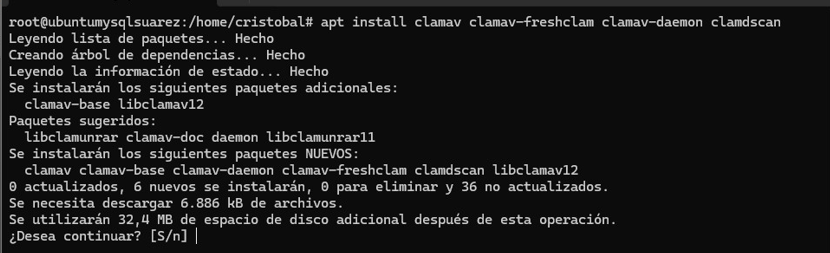 root@ubuntumysqlsuarez:/home/cristobal# apt install clamav clamav-freshclam clamav-daemon clamdscan
Leyendo lista de paquetes... Hecho
Creando árbol de dependencias... Hecho
Leyendo la información de estado... Hecho
Se instalarán los siguientes paquetes adicionales:
  clamav-base libclamav12
Paquetes sugeridos:
  libclamunrar clamav-doc daemon libclamunrar11
Se instalarán los siguientes paquetes NUEVOS:
  clamav clamav-base clamav-daemon clamav-freshclam clamdscan libclamav12
0 actualizados, 6 nuevos se instalarán, 0 para eliminar y 36 no actualizados.
Se necesita descargar 6.886 kB de archivos.
Se utilizarán 32,4 MB de espacio de disco adicional después de esta operación.
¿Desea continuar? [S/n]